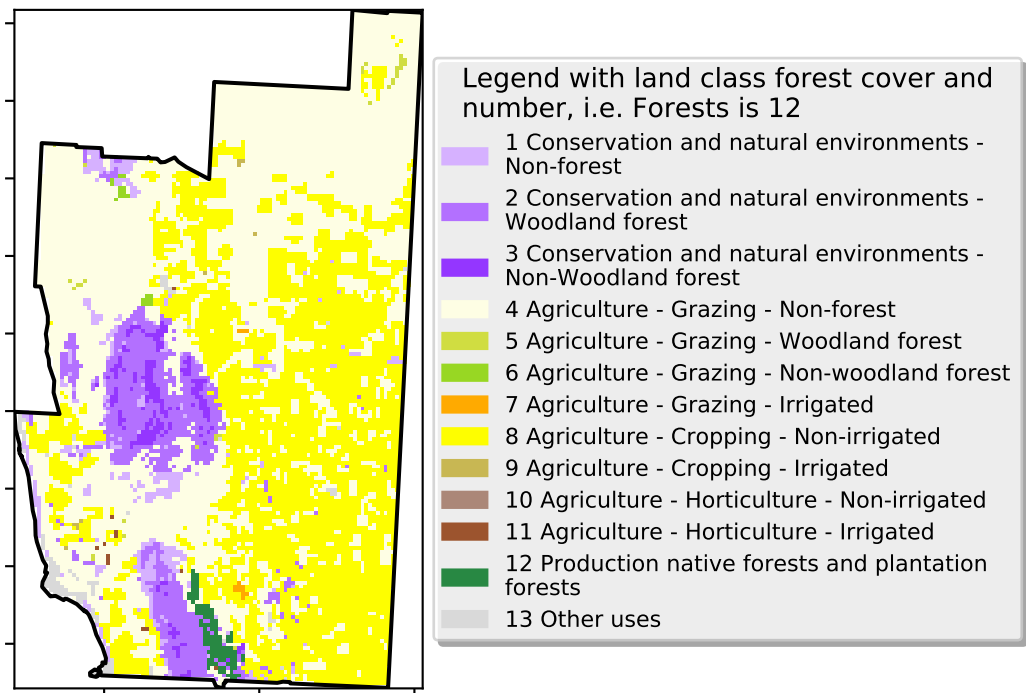 Legend with land class forest cover and
number, i.e. Forests is 12
1 Conservation and natural environments -
Non-forest
2 Conservation and natural environments -
Woodland forest
3 Conservation and natural environments -
Non-Woodland forest
4 Agriculture - Grazing - Non-forest
5 Agriculture - Grazing - Woodland forest
6 Agriculture - Grazing - Non-woodland forest
7 Agriculture - Grazing - Irrigated
8 Agriculture - Cropping - Non-irrigated
9 Agriculture - Cropping - Irrigated
10 Agriculture - Horticulture - Non-irrigated
11 Agriculture - Horticulture - Irrigated
12 Production native forests and plantation
forests
13 Other uses